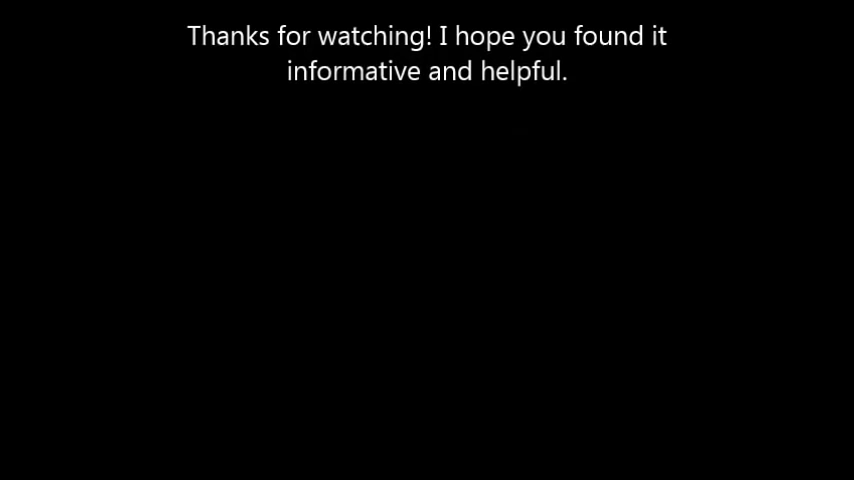 Thanks for watching! I hope you found it
informative and helpful.